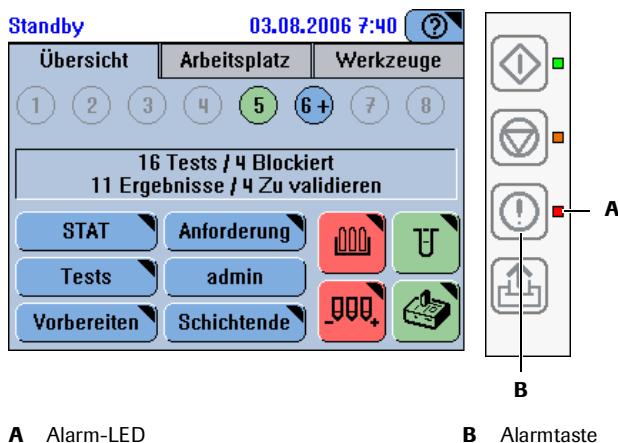 Standby 03.08.2006 7:40 ?
Übersicht Arbeitsplatz Werkzeuge
1 2 3 4 5 6+ 7 8
16 Tests / 4 Blockiert
11 Ergebnisse / 4 Zu validieren
STAT Anforderung
Tests admin
Vorbereiten Schichtende
A
B
A Alarm-LED B Alarmtaste